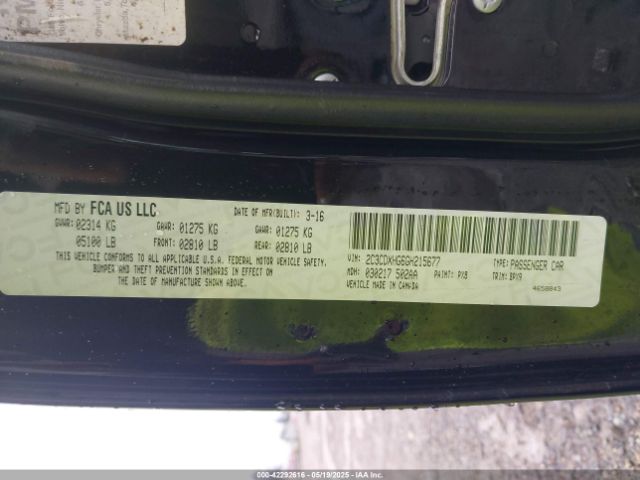 MFD BY FCA US LLC DATE OF MFR(BUILT): 3-16
GVWR: 02314 KG GAWR: 01275 KG GAWR: 01275 KG
05100 LB FRONT: 02810 LB REAR: 02810 LB
THIS VEHICLE CONFORMS TO ALL APPLICABLE U.S.A. FEDERAL MOTOR VEHICLE SAFETY,
BUMPER AND THEFT PREVENTION STANDARDS IN EFFECT ON
THE DATE OF MANUFACTURE SHOWN ABOVE.
VIN: 2C3CDXHG6GH215677 TYPE: PASSENGER CAR
MDH: 030217 502AA PAINT: PX8 TRIM: BPX9
VEHICLE MADE IN CANADA 4658843
000-42292616 - 05/19/2025 - IAA Inc.